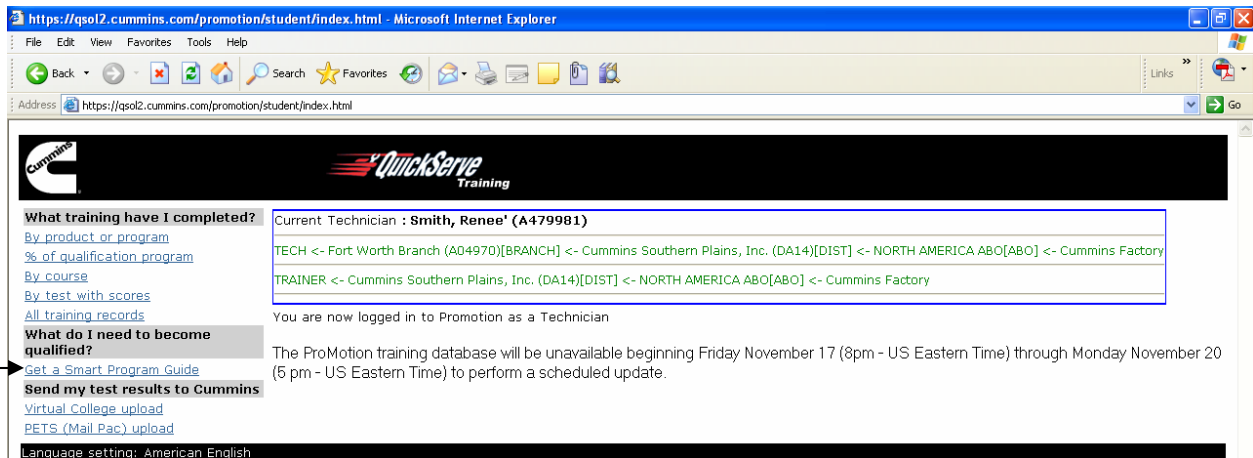 https://qsol2.cummins.com/promotion/student/index.html - Microsoft Internet Explorer
File Edit View Favorites Tools Help
Back Search Favorites Links »
Address https://qsol2.cummins.com/promotion/student/index.html Go
Cummins
QuickServe
Training
What training have I completed?
By product or program
% of qualification program
By course
By test with scores
All training records
What do I need to become
qualified?
Get a Smart Program Guide
Send my test results to Cummins
Virtual College upload
PETS (Mail Pac) upload
Current Technician : Smith, Renee' (A479981)
TECH <- Fort Worth Branch (A04970)[BRANCH] <- Cummins Southern Plains, Inc. (DA14)[DIST] <- NORTH AMERICA ABO[ABO] <- Cummins Factory
TRAINER <- Cummins Southern Plains, Inc. (DA14)[DIST] <- NORTH AMERICA ABO[ABO] <- Cummins Factory
You are now logged in to Promotion as a Technician
The ProMotion training database will be unavailable beginning Friday November 17 (8pm - US Eastern Time) through Monday November 20
(5 pm - US Eastern Time) to perform a scheduled update.
Language setting: American English